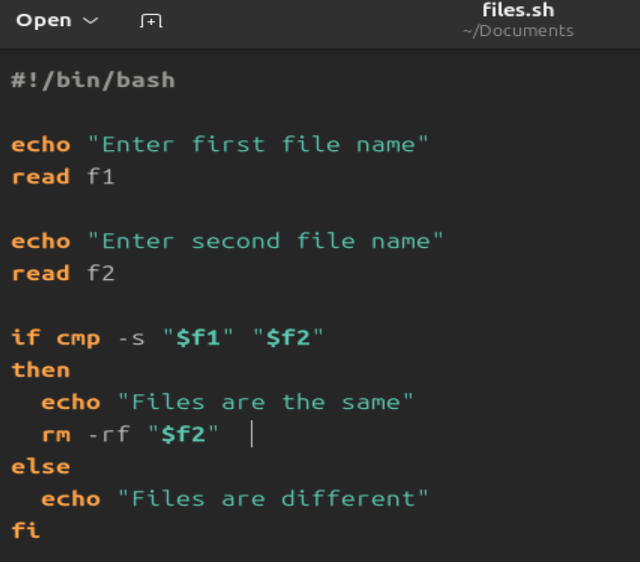 Open
files.sh
~/Documents
#!/bin/bash
echo "Enter first file name"
read f1
echo "Enter second file name"
read f2
if cmp -s "$f1" "$f2"
then
  echo "Files are the same"
  rm -rf "$f2"
else
  echo "Files are different"
fi